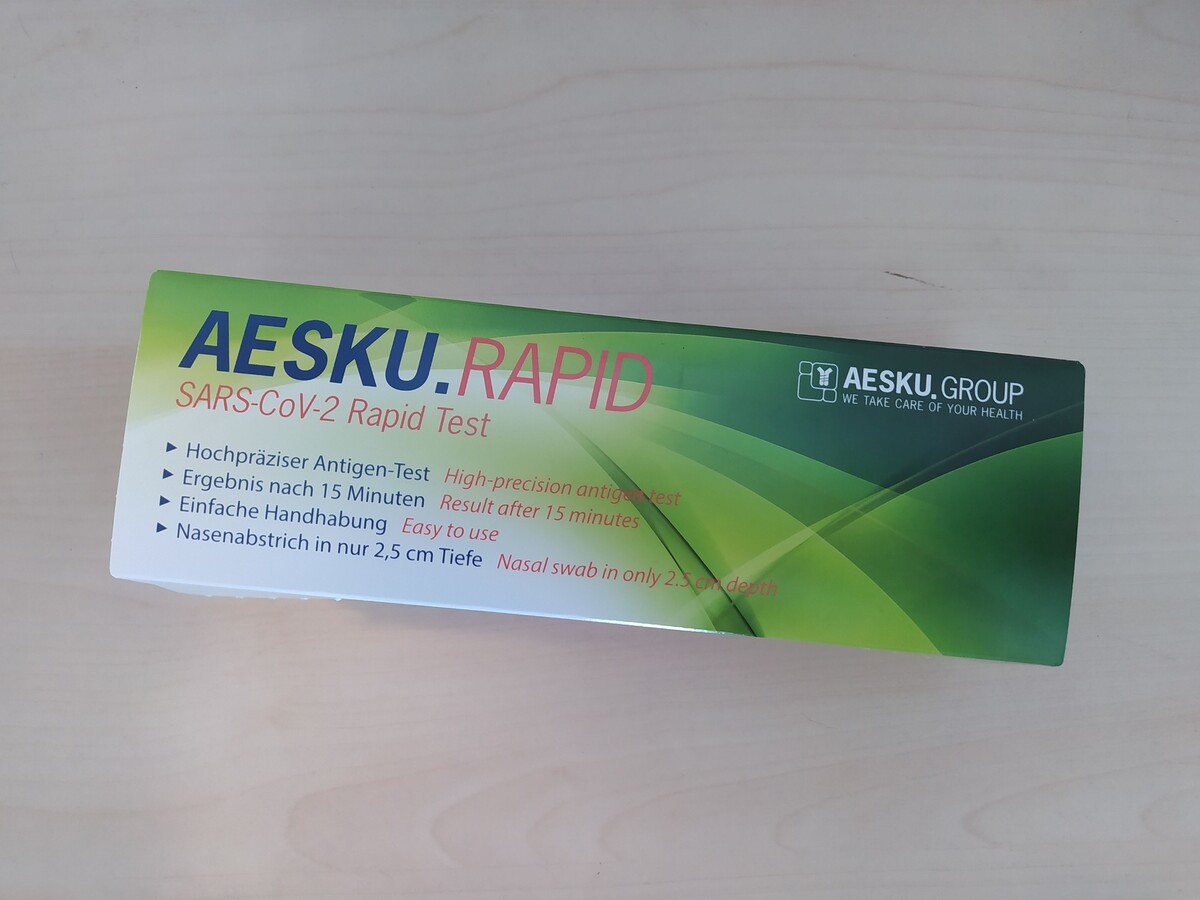 AESKU.RAPID
SARS-CoV-2 Rapid Test
▸ Hochpräziser Antigen-Test High-precision antigen test
▸ Ergebnis nach 15 Minuten Result after 15 minutes
▸ Einfache Handhabung Easy to use
▸ Nasenabstrich in nur 2,5 cm Tiefe Nasal swab in only 2.5 cm depth
AESKU.GROUP
WE TAKE CARE OF YOUR HEALTH